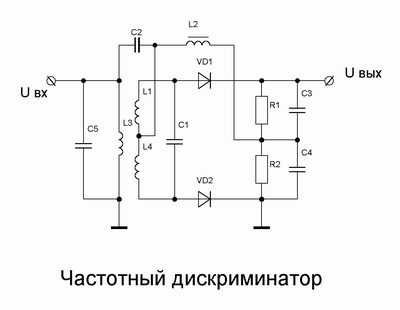 C2
L2
U вх
U вых
L1
VD1
C5
L3
C1
R1
C3
L4
R2
C4
VD2
Частотный дискриминатор